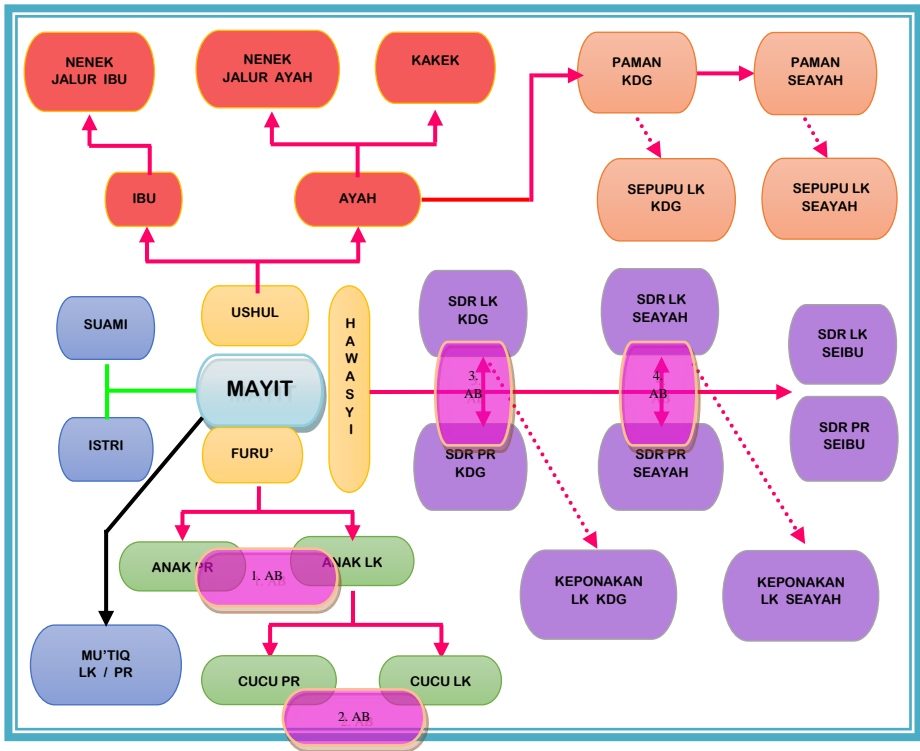 NENEK
JALUR IBU
NENEK
JALUR AYAH
KAKEK
PAMAN
KDG
PAMAN
SEAYAH
SEPUPU LK
KDG
SEPUPU LK
SEAYAH
IBU
AYAH
SUAMI
USHUL
H
A
W
A
S
Y
I
SDR LK
KDG
SDR LK
SEAYAH
SDR LK
SEIBU
MAYIT
3.
AB
4.
AB
ISTRI
FURU'
SDR PR
KDG
SDR PR
SEAYAH
SDR PR
SEIBU
ANAK PR
1. AB
ANAK LK
KEPONAKAN
LK KDG
KEPONAKAN
LK SEAYAH
MU'TIQ
LK / PR
CUCU PR
CUCU LK
2. AB